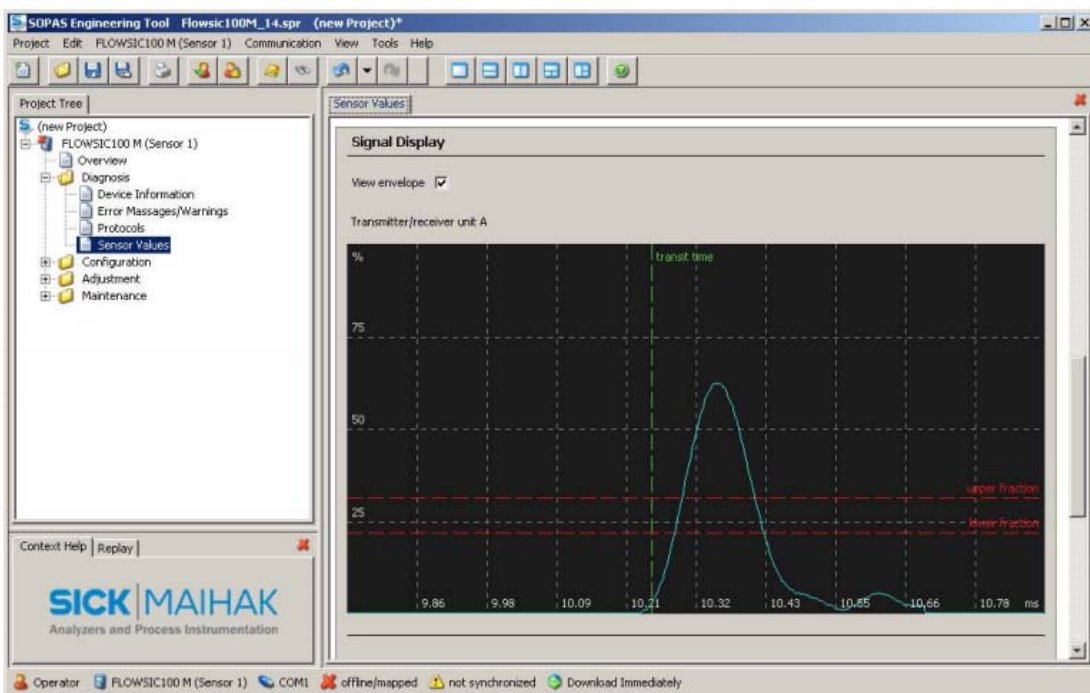 SOPAS Engineering Tool Flowsic100M_14.spr (new Project)*
Project Edit FLOWSIC100 M (Sensor 1) Communication View Tools Help
Project Tree
(new Project)
FLOWSIC100 M (Sensor 1)
Overview
Diagnosis
Device Information
Error Massages/Warnings
Protocols
Sensor Values
Configuration
Adjustment
Maintenance
Context Help Replay
SICK MAIHAK
Analyzers and Process Instrumentation
Sensor Values
Signal Display
View envelope
Transmitter/receiver unit A
% transit time
75
50
upper fraction
25
lower fraction
9.86 9.98 10.09 10.21 10.32 10.43 10.55 10.66 10.78 ms
Operator FLOWSIC100 M (Sensor 1) COM1 offline/mapped not synchronized Download Immediately